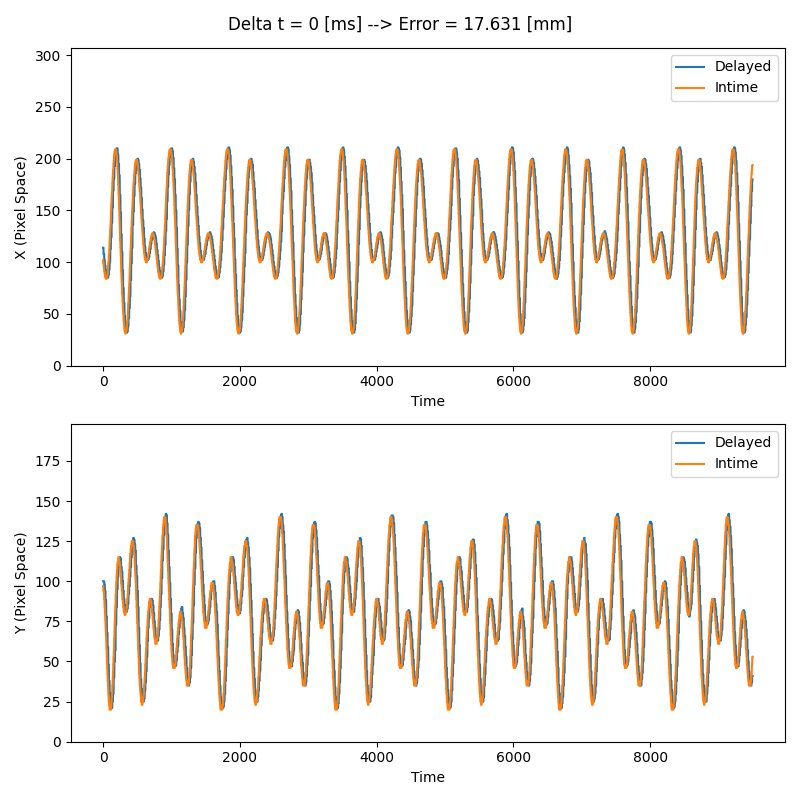 Delta t = 0 [ms] --> Error = 17.631 [mm]
300
250
200
150
100
50
0
X (Pixel Space)
Delayed
Intime
0 2000 4000 6000 8000
Time
175
150
125
100
75
50
25
0
Y (Pixel Space)
Delayed
Intime
0 2000 4000 6000 8000
Time